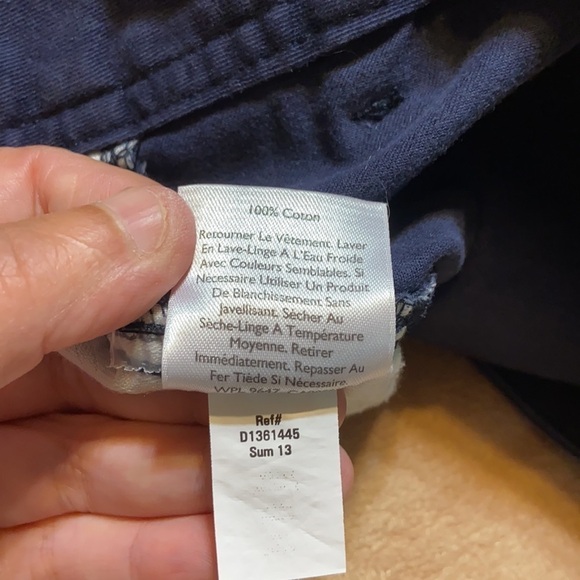 100% Coton
Retourner Le Vêtement. Laver
En Lave-Linge A L'Eau Froide
Avec Couleurs Semblables. Si
Nécessaire Utiliser Un Produit
De Blanchissement Sans
Javellisant. Sécher Au
Sèche-Linge A Température
Moyenne. Retirer
Immédiatement. Repasser Au
Fer Tiède Si Nécessaire
WPL 9647
Ref#
D1361445
Sum 13